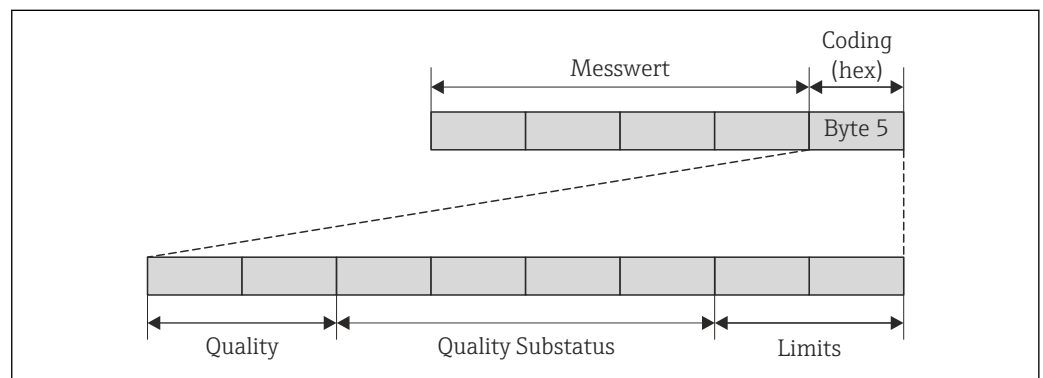 Coding
(hex)
Messwert
Byte 5
Quality
Quality Substatus
Limits